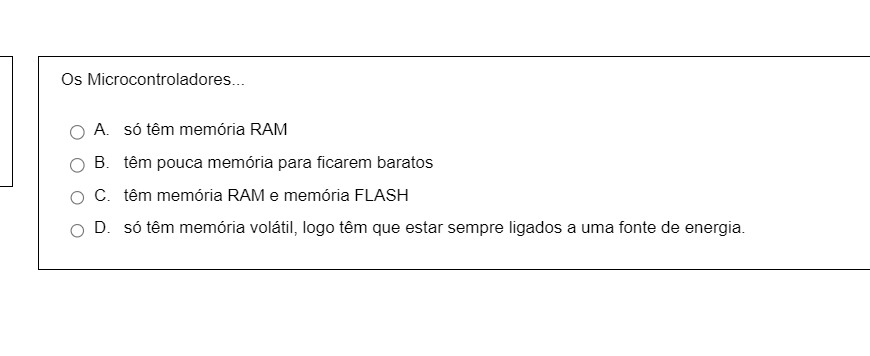 Os Microcontroladores...
A. só têm memória RAM
B. têm pouca memória para ficarem baratos
C. têm memória RAM e memória FLASH
D. só têm memória volátil, logo têm que estar sempre ligados a uma fonte de energia.